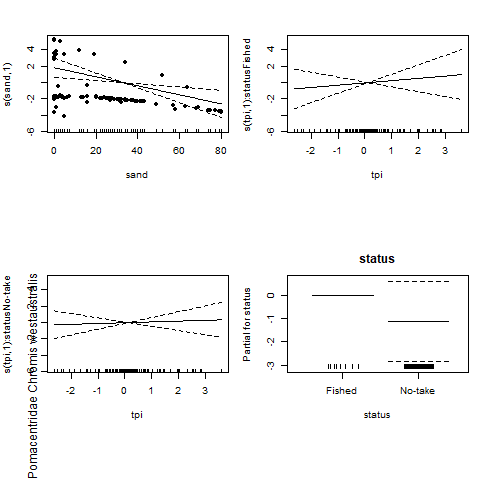 s(sand,1)
-6 -2 2 4
0 20 40 60 80
sand
s(tpi,1):statusFished
-6 -2 2 4
-2 -1 0 1 2 3
tpi
s(tpi,1):statusNo-take
-2 -1 0 1 2 3
tpi
Pomacentridae Chromis westaustralis
status
Partial for status
-3 -2 -1 0
Fished No-take
status